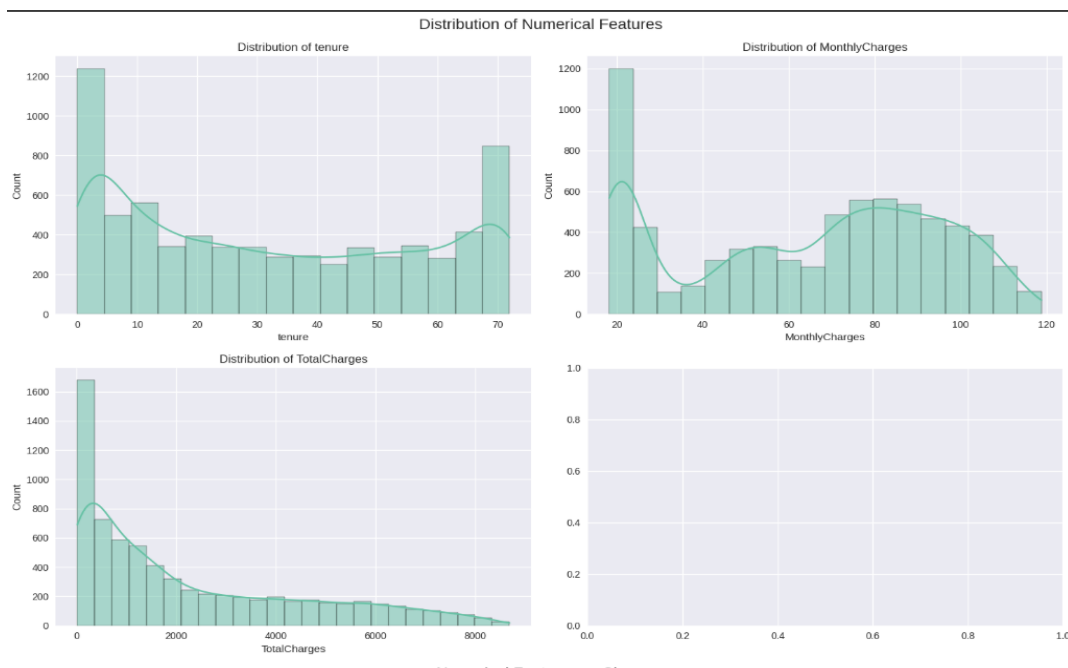 Distribution of Numerical Features
Distribution of tenure
1200
1000
800
600
400
200
0
Count
0 10 20 30 40 50 60 70
tenure
Distribution of MonthlyCharges
1200
1000
800
600
400
200
0
Count
20 40 60 80 100 120
MonthlyCharges
Distribution of TotalCharges
1600
1400
1200
1000
800
600
400
200
0
Count
0 2000 4000 6000 8000
TotalCharges
1.0
0.8
0.6
0.4
0.2
0.0
0.0 0.2 0.4 0.6 0.8 1.0